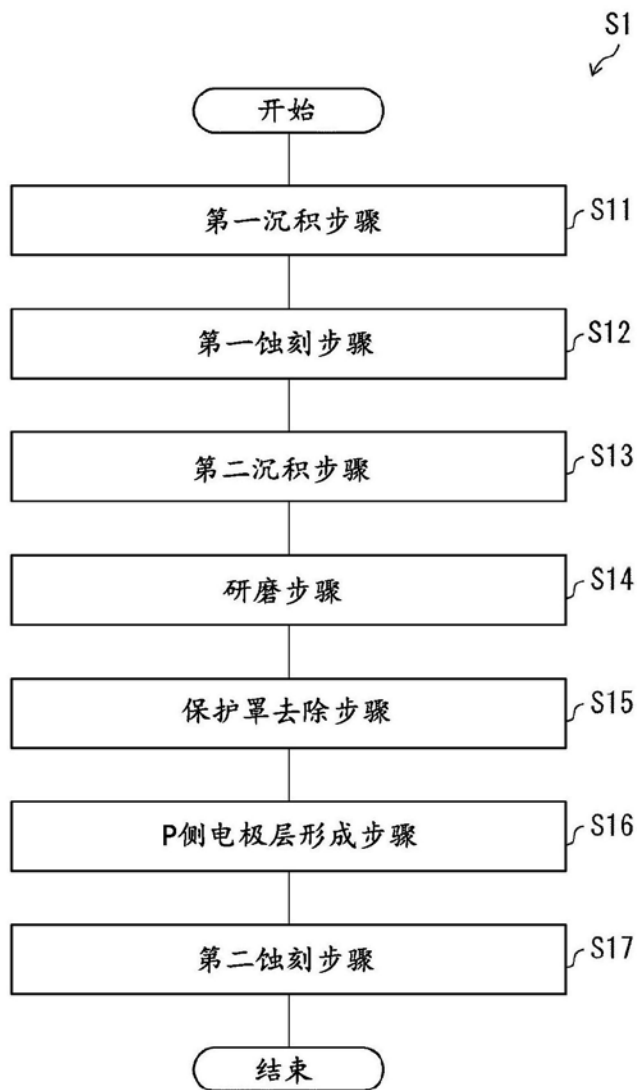 S1
开始
第一沉积步骤
S11
第一蚀刻步骤
S12
第二沉积步骤
S13
研磨步骤
S14
保护罩去除步骤
S15
P侧电极层形成步骤
S16
第二蚀刻步骤
S17
结束